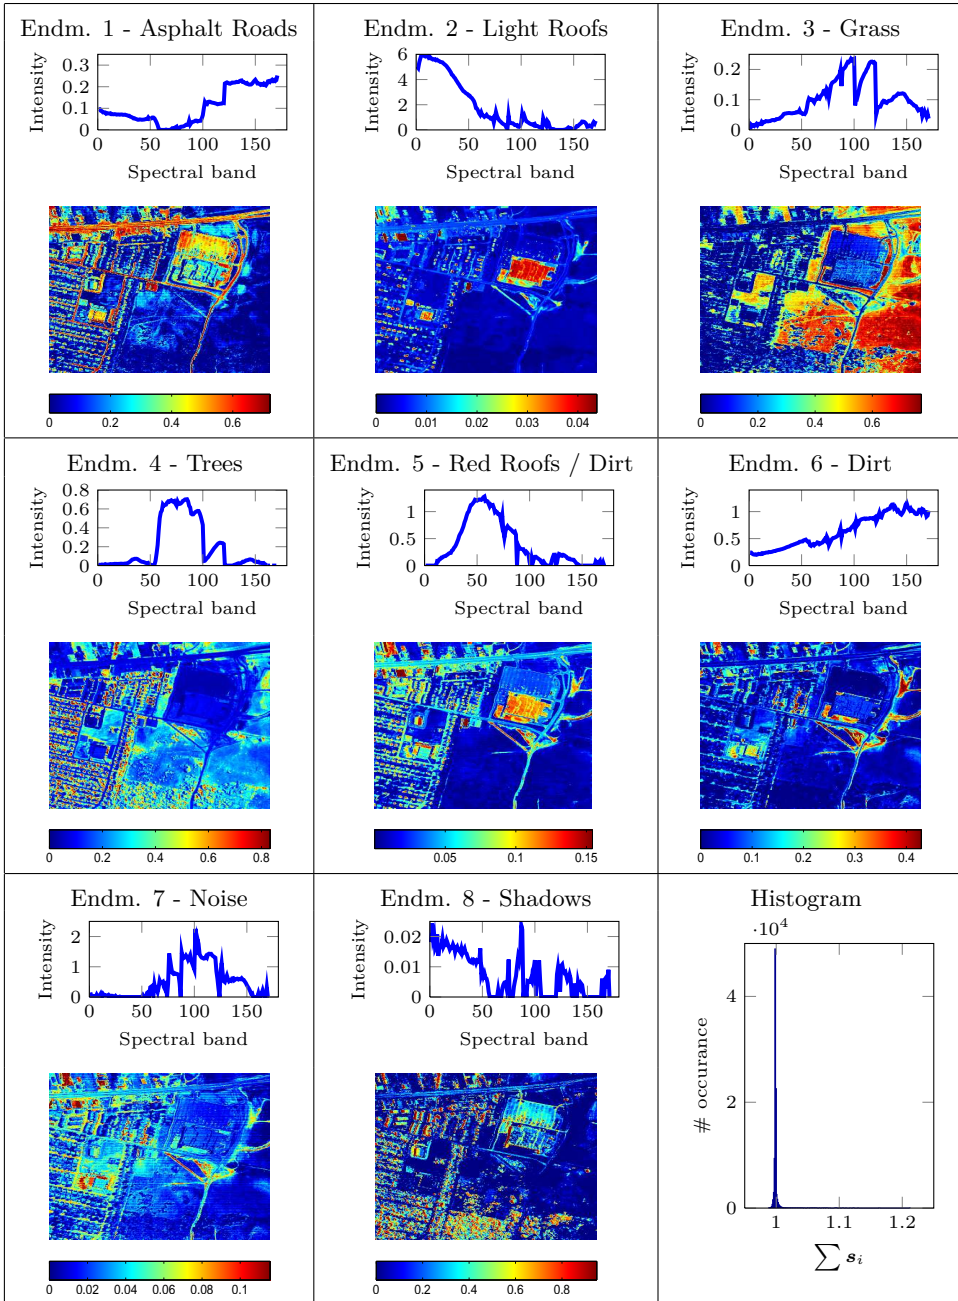 Endm. 1 - Asphalt Roads
Intensity
0.3
0.2
0.1
0
0 50 100 150
Spectral band
0 0.2 0.4 0.6
Endm. 2 - Light Roofs
Intensity
6
4
2
0
0 50 100 150
Spectral band
0 0.01 0.02 0.03 0.04
Endm. 3 - Grass
Intensity
0.2
0.1
0
0 50 100 150
Spectral band
0 0.2 0.4 0.6
Endm. 4 - Trees
Intensity
0.8
0.6
0.4
0.2
0
0 50 100 150
Spectral band
0 0.2 0.4 0.6 0.8
Endm. 5 - Red Roofs / Dirt
Intensity
1
0.5
0
0 50 100 150
Spectral band
0.05 0.1 0.15
Endm. 6 - Dirt
Intensity
1
0.5
0
0 50 100 150
Spectral band
0 0.1 0.2 0.3 0.4
Endm. 7 - Noise
Intensity
2
1
0
0 50 100 150
Spectral band
0 0.02 0.04 0.06 0.08 0.1
Endm. 8 - Shadows
Intensity
0.02
0.01
0
0 50 100 150
Spectral band
0 0.2 0.4 0.6 0.8
Histogram
·10⁴
# occurance
4
2
0
1 1.1 1.2
∑ sᵢ